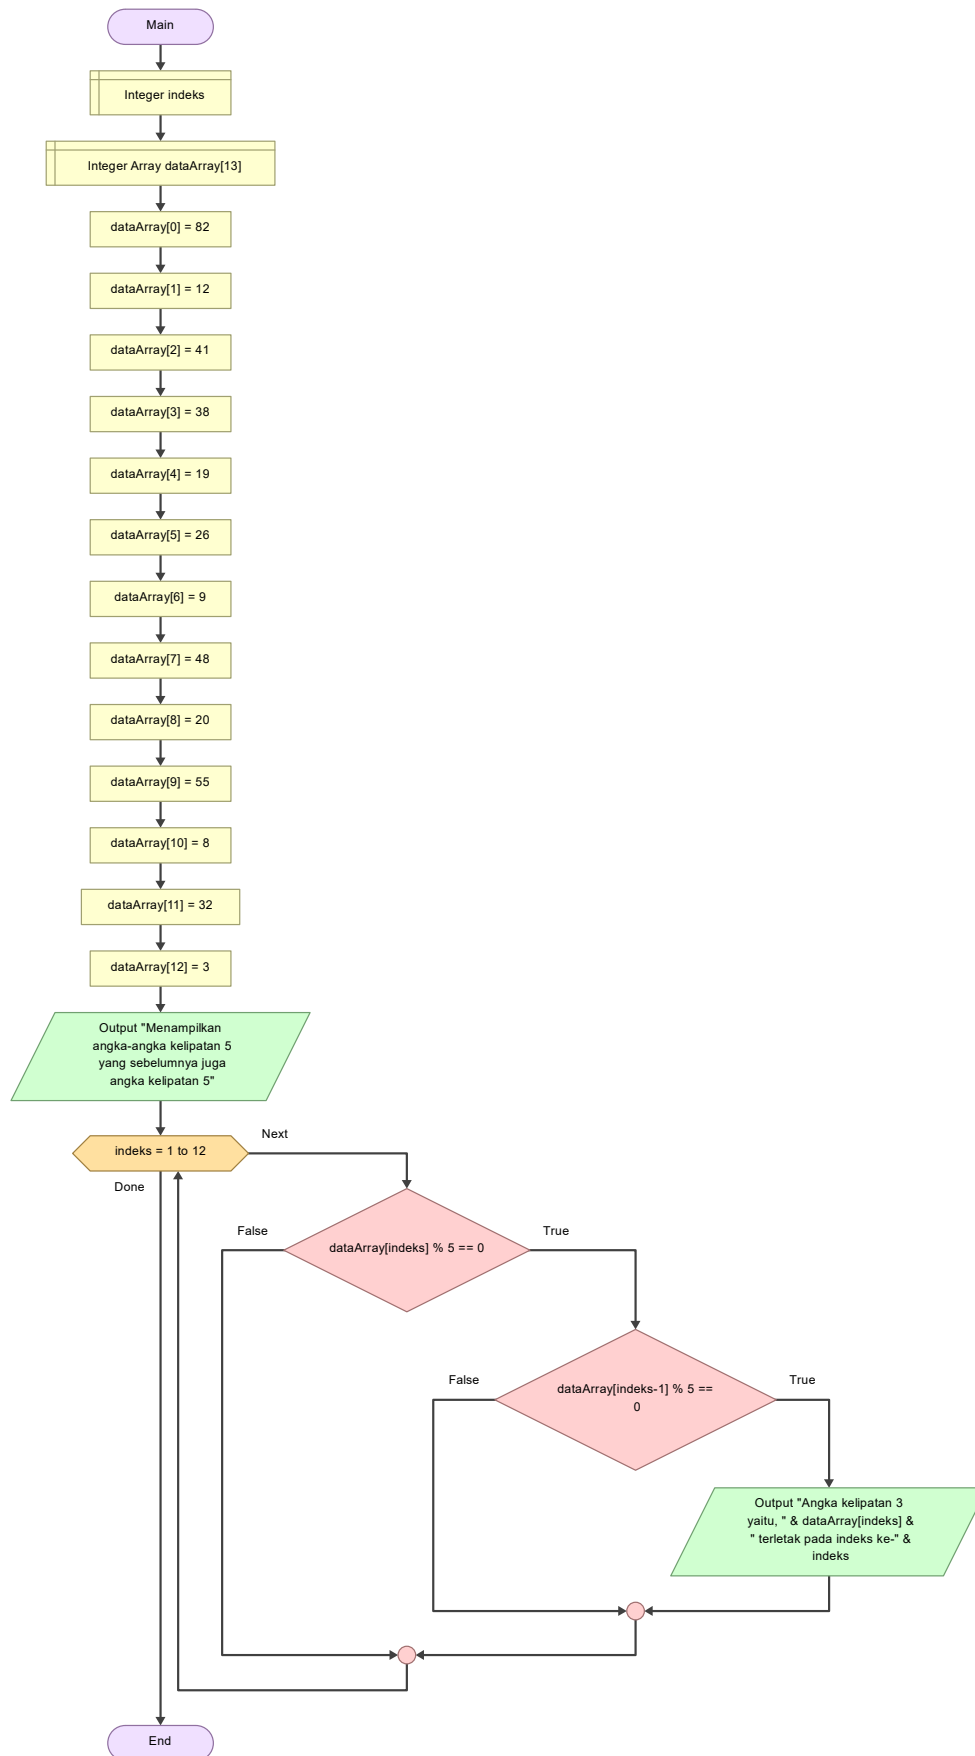 Main
Integer indeks
Integer Array dataArray[13]
dataArray[0] = 82
dataArray[1] = 12
dataArray[2] = 41
dataArray[3] = 38
dataArray[4] = 19
dataArray[5] = 26
dataArray[6] = 9
dataArray[7] = 48
dataArray[8] = 20
dataArray[9] = 55
dataArray[10] = 8
dataArray[11] = 32
dataArray[12] = 3
Output "Menampilkan
angka-angka kelipatan 5
yang sebelumnya juga
angka kelipatan 5"
indeks = 1 to 12
Next
Done
False
dataArray[indeks] % 5 == 0
True
False
dataArray[indeks-1] % 5 ==
0
True
Output "Angka kelipatan 3
yaitu, " & dataArray[indeks] &
" terletak pada indeks ke-" &
indeks
End